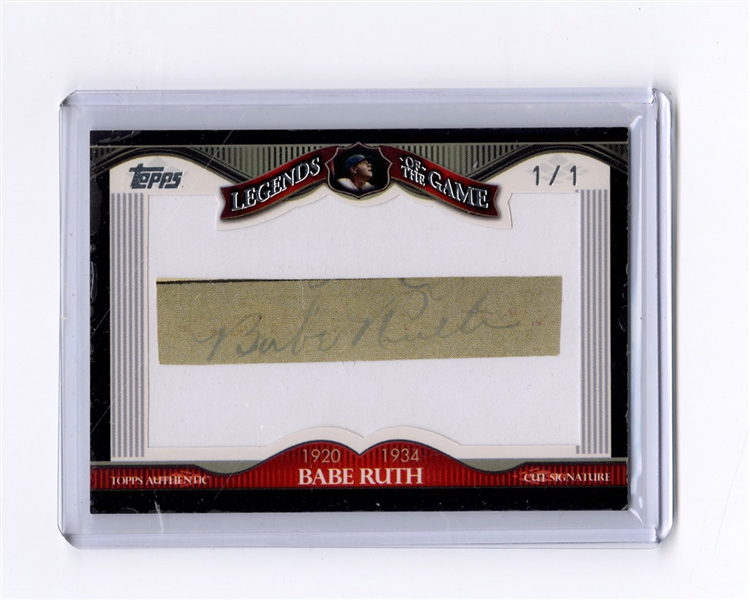 LEGENDS OF THE GAME
Topps
1/1
Babe Ruth
1920 1934
BABE RUTH
TOPPS AUTHENTIC
CUT SIGNATURE